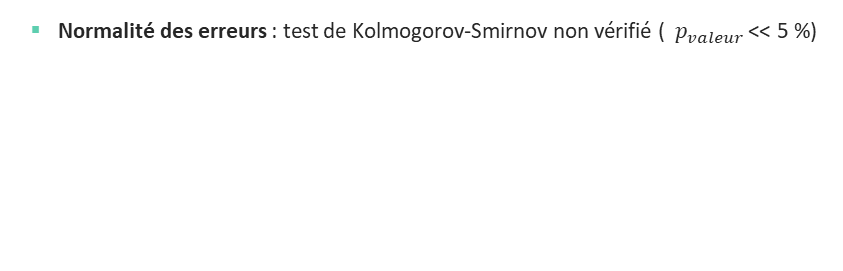 ▪ Normalité des erreurs : test de Kolmogorov-Smirnov non vérifié ( p_valeur << 5 %)